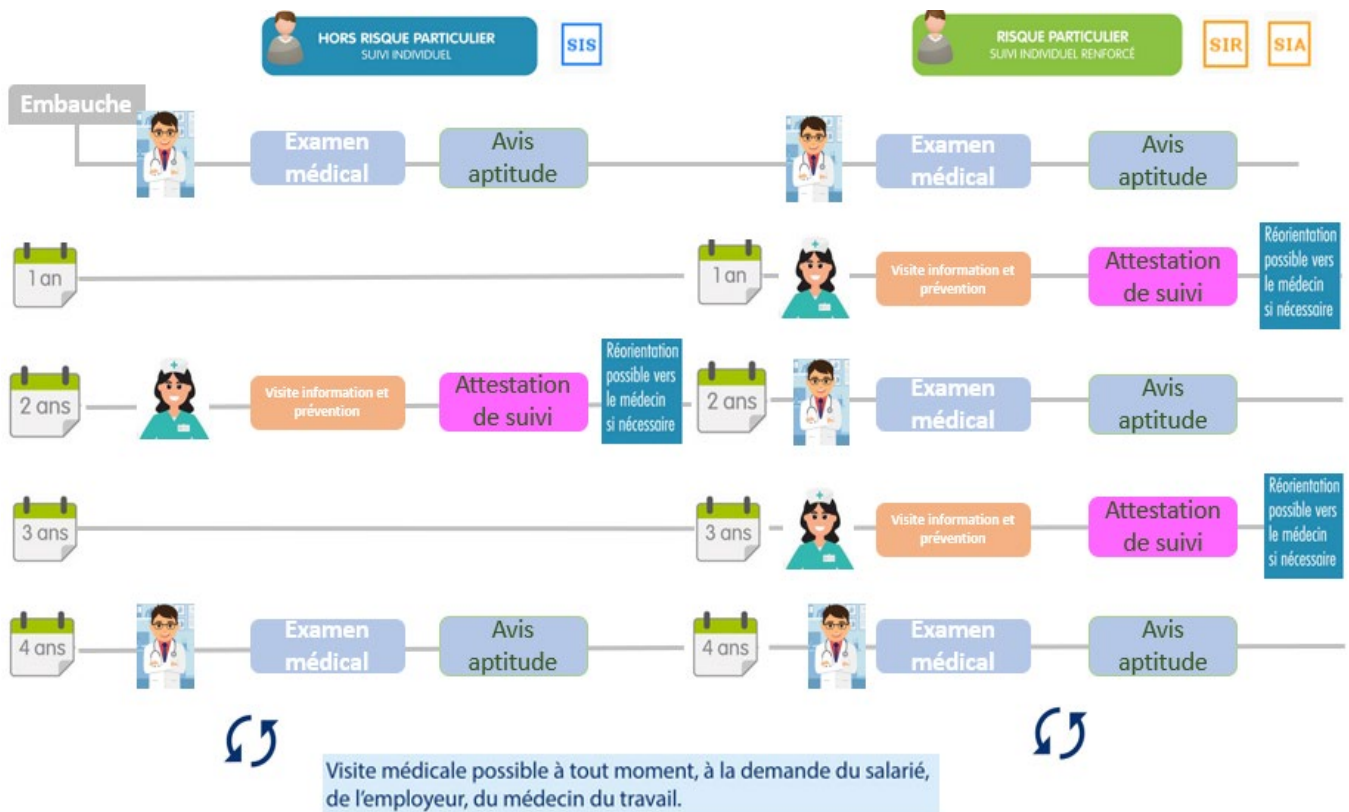 HORS RISQUE PARTICULIER
SUIVI INDIVIDUEL
SIS
RISQUE PARTICULIER
SUIVI INDIVIDUEL RENFORCÉ
SIR
SIA
Embauche
Examen
médical
Avis
aptitude
Examen
médical
Avis
aptitude
1 an
1 an
Visite information et
prévention
Attestation
de suivi
Réorientation
possible vers
le médecin
si nécessaire
2 ans
Visite information et
prévention
Attestation
de suivi
Réorientation
possible vers
le médecin
si nécessaire
2 ans
Examen
médical
Avis
aptitude
3 ans
3 ans
Visite information et
prévention
Attestation
de suivi
Réorientation
possible vers
le médecin
si nécessaire
4 ans
Examen
médical
Avis
aptitude
4 ans
Examen
médical
Avis
aptitude
Visite médicale possible à tout moment, à la demande du salarié,
de l'employeur, du médecin du travail.